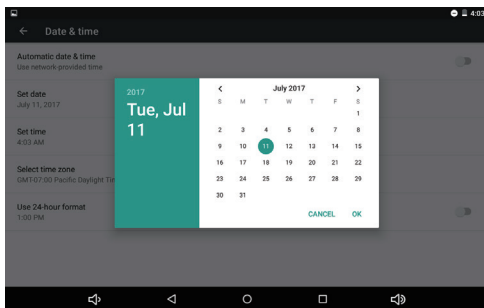 4:03
Date & time
Automatic date & time
Use network-provided time
Set date
July 11, 2017
Set time
4:03 AM
Select time zone
GMT-07:00 Pacific Daylight
Use 24-hour format
1:00 PM
2017
Tue, Jul
11
July 2017
S M T W T F S
1
2 3 4 5 6 7 8
9 10 11 12 13 14 15
16 17 18 19 20 21 22
23 24 25 26 27 28 29
30 31
CANCEL OK